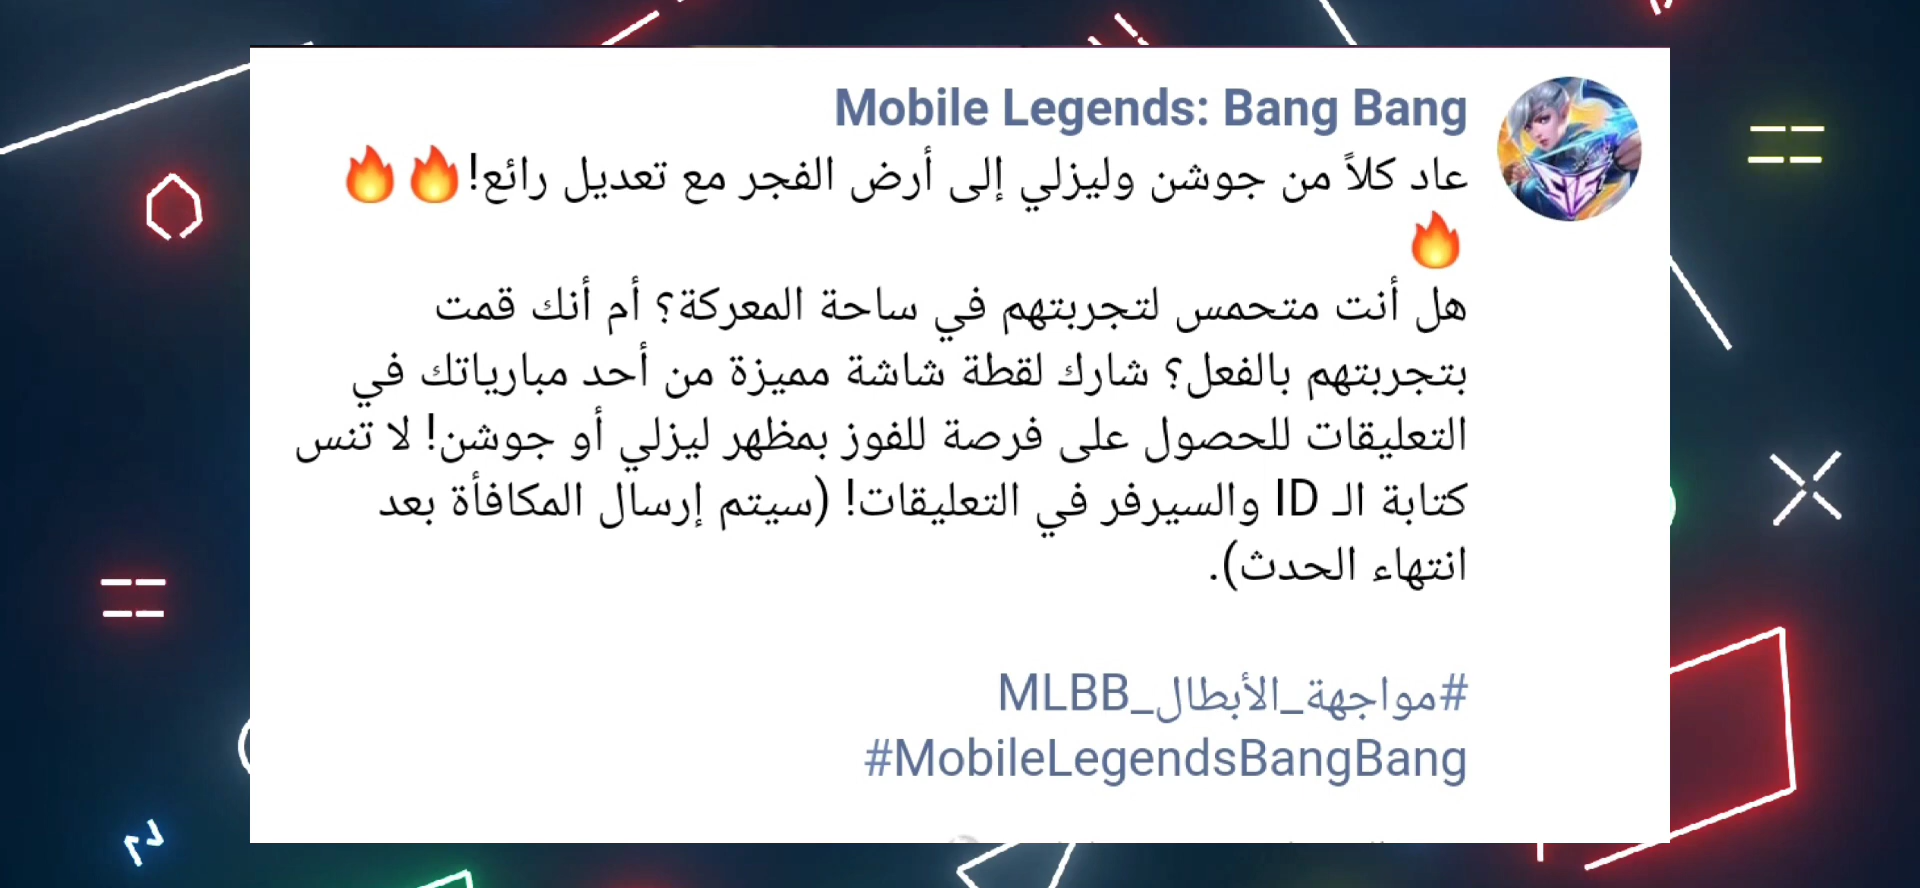 Mobile Legends: Bang Bang
عاد كلاً من جوشن وليزلي إلى أرض الفجر مع تعديل رائع!🔥🔥
🔥
هل أنت متحمس لتجربتهم في ساحة المعركة؟ أم أنك قمت
بتجربتهم بالفعل؟ شارك لقطة شاشة مميزة من أحد مبارياتك في
التعليقات للحصول على فرصة للفوز بمظهر ليزلي أو جوشن! لا تنس
كتابة الـ ID والسيرفر في التعليقات! (سيتم إرسال المكافأة بعد
انتهاء الحدث).
#مواجهة_الأبطال_MLBB
#MobileLegendsBangBang